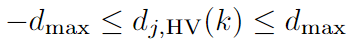 −d_max ≤ d_{j,HV}(k) ≤ d_max